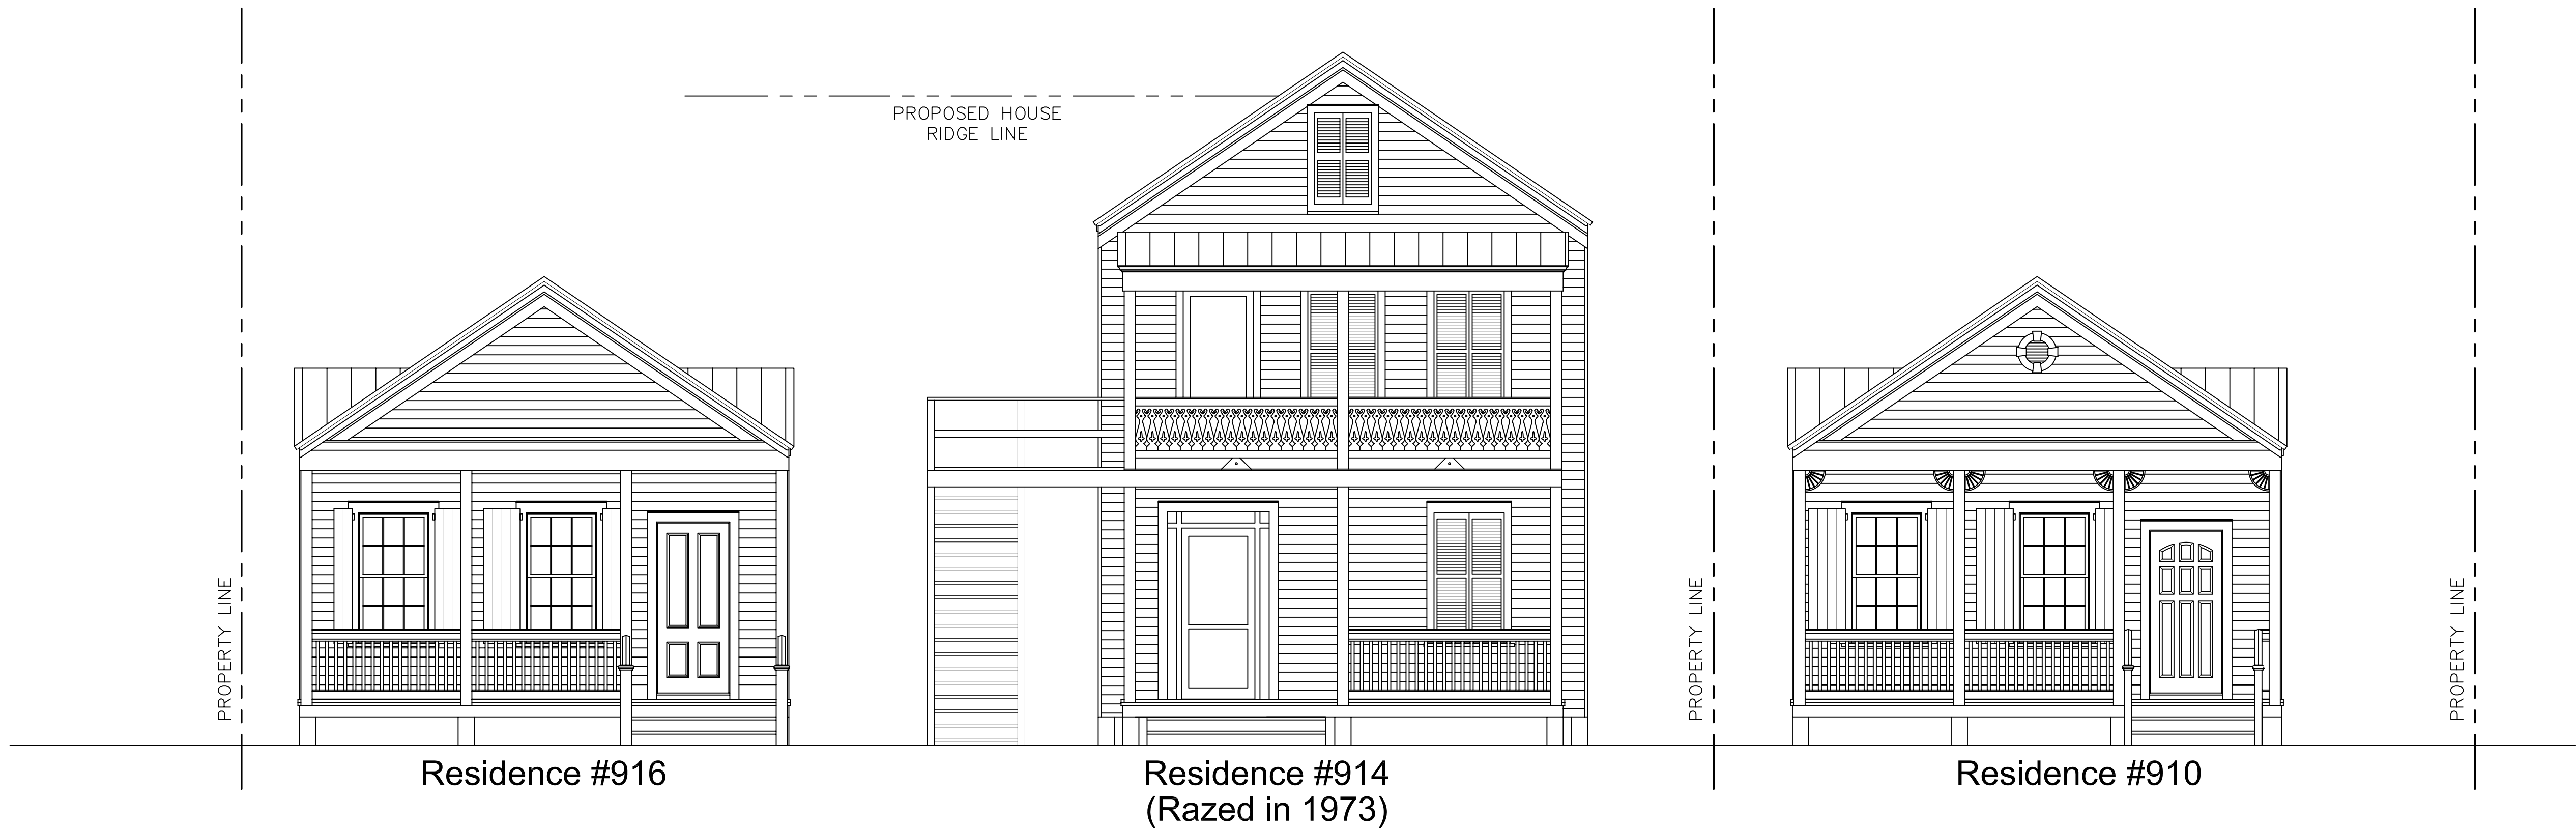 PROPOSED HOUSE
RIDGE LINE
PROPERTY LINE
PROPERTY LINE
PROPERTY LINE
Residence #916
Residence #914
(Razed in 1973)
Residence #910